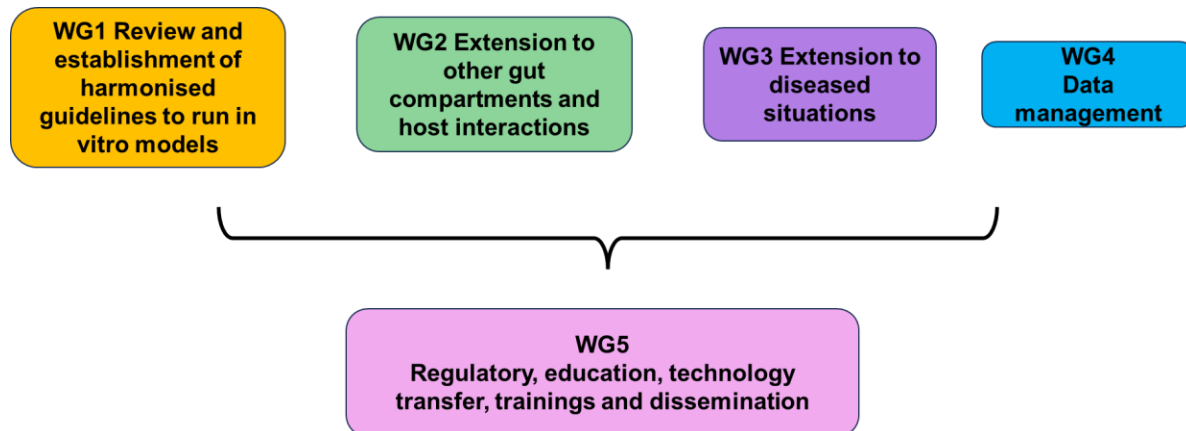 WG1 Review and
establishment of
harmonised
guidelines to run in
vitro models
WG2 Extension to
other gut
compartments and
host interactions
WG3 Extension to
diseased
situations
WG4
Data
management
WG5
Regulatory, education, technology
transfer, trainings and dissemination